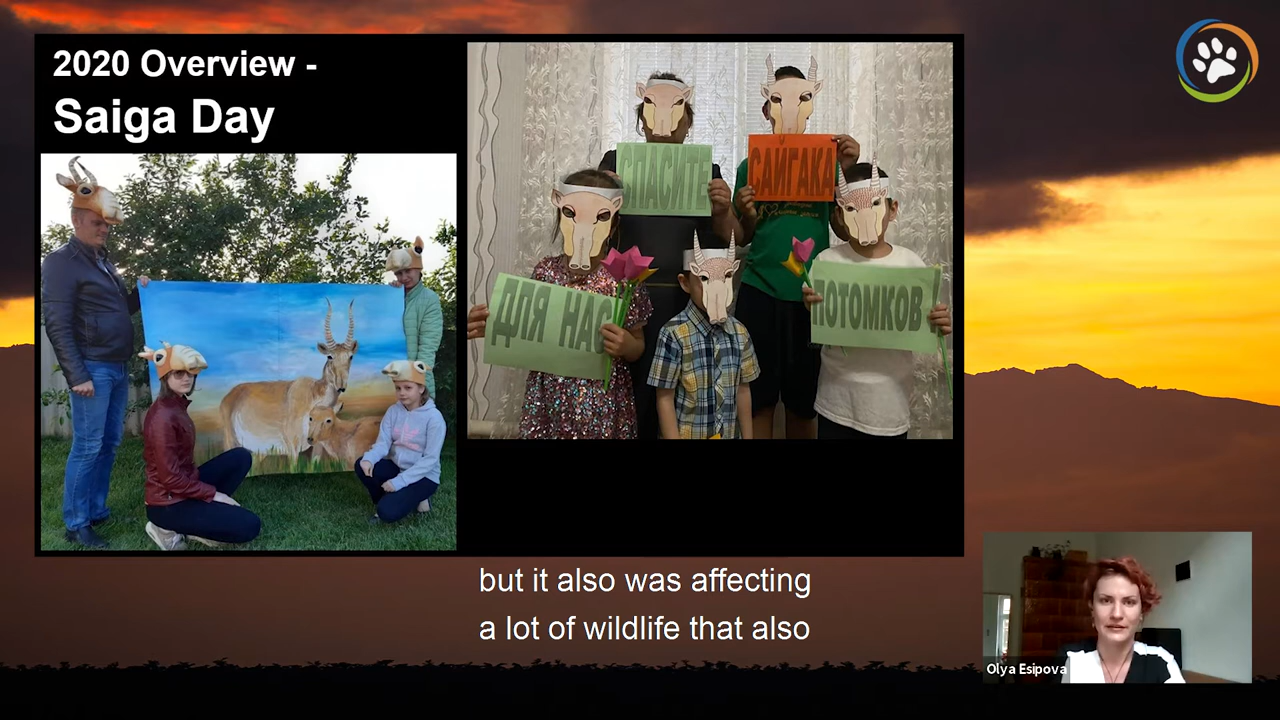 2020 Overview -
Saiga Day
СПАСИТЕ
САЙГАКА
ДЛЯ НАС
ПОТОМКОВ!
but it also was affecting
a lot of wildlife that also
Olya Esipova